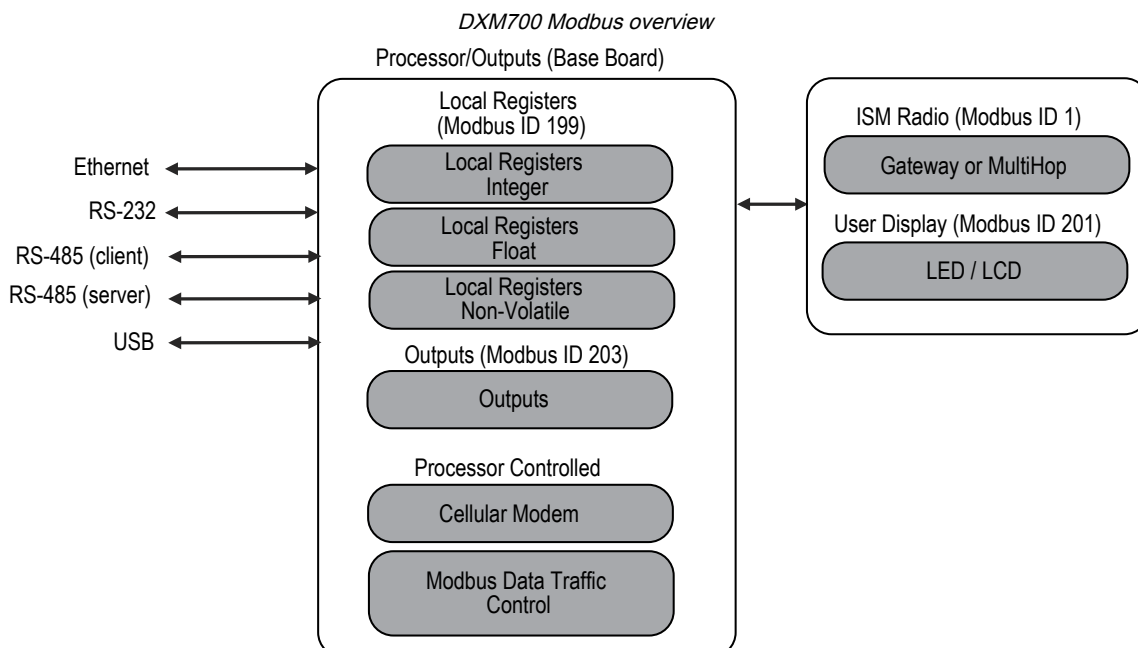 DXM700 Modbus overview
Processor/Outputs (Base Board)
Local Registers
(Modbus ID 199)
Local Registers
Integer
Local Registers
Float
Local Registers
Non-Volatile
Outputs (Modbus ID 203)
Outputs
Processor Controlled
Cellular Modem
Modbus Data Traffic
Control
Ethernet
RS-232
RS-485 (client)
RS-485 (server)
USB
ISM Radio (Modbus ID 1)
Gateway or MultiHop
User Display (Modbus ID 201)
LED / LCD